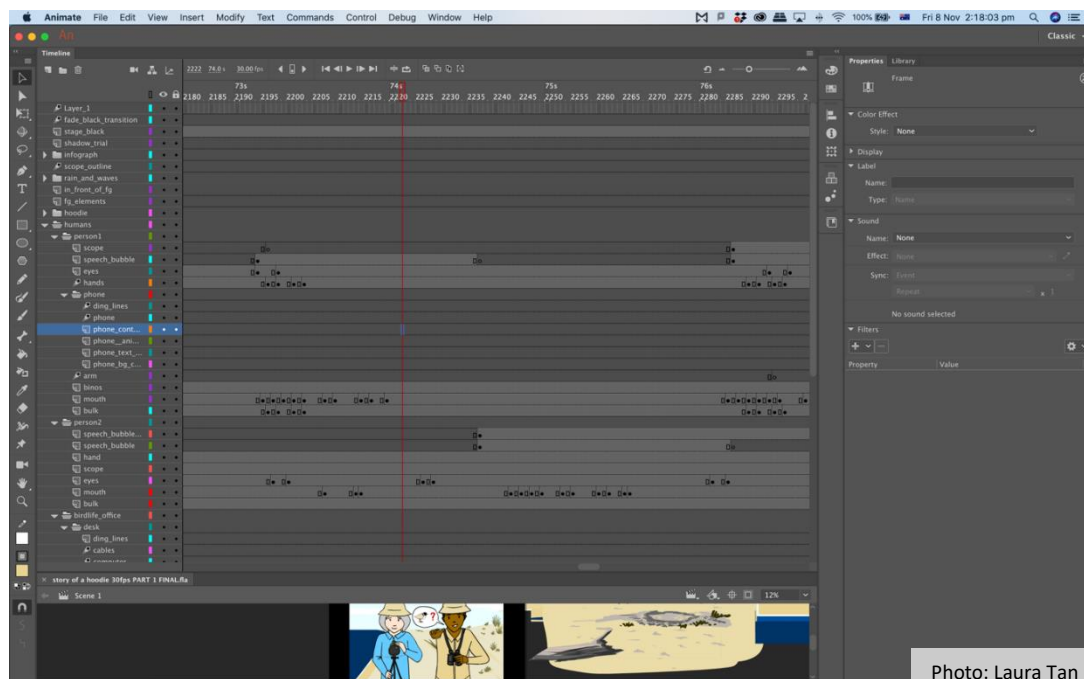 Animate File Edit View Insert Modify Text Commands Control Debug Window Help 100% Fri 8 Nov 2:18:03 pm
An Classic
Timeline
Properties Library
Frame
2222 74.0 s 30.00 fps
73s 74s 75s 76s
2180 2185 2190 2195 2200 2205 2210 2215 2220 2225 2230 2235 2240 2245 2250 2255 2260 2265 2270 2275 2280 2285 2290 2295 2
Layer_1
fade_black_transition
stage_black
shadow_trial
infograph
scope_outline
rain_and_waves
in_front_of_fg
fg_elements
hoodie
humans
person1
scope
speech_bubble
eyes
hands
phone
ding_lines
phone
phone_cont...
phone__ani...
phone_text_...
phone_bg_c...
arm
binos
mouth
bulk
person2
speech_bubble...
speech_bubble
hand
scope
eyes
mouth
bulk
birdlife_office
desk
ding_lines
cables
computer
Color Effect
Style: None
Display
Label
Name:
Type: Name
Sound
Name: None
Effect: None
Sync: Event
Repeat x 1
No sound selected
Filters
Property Value
story of a hoodie 30fps PART 1 FINAL.fla
Scene 1 12%
?
Photo: Laura Tan